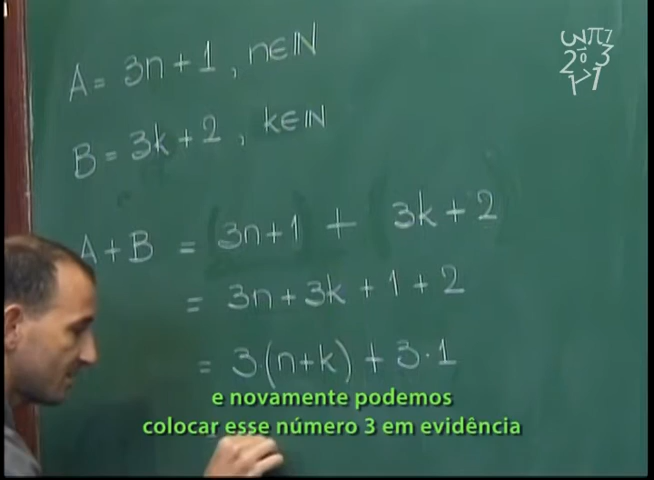 A = 3n + 1, n∈ℕ
B = 3k + 2, k∈ℕ
A + B = (3n + 1) + (3k + 2)
= 3n + 3k + 1 + 2
= 3(n+k) + 3·1
e novamente podemos
colocar esse número 3 em evidência